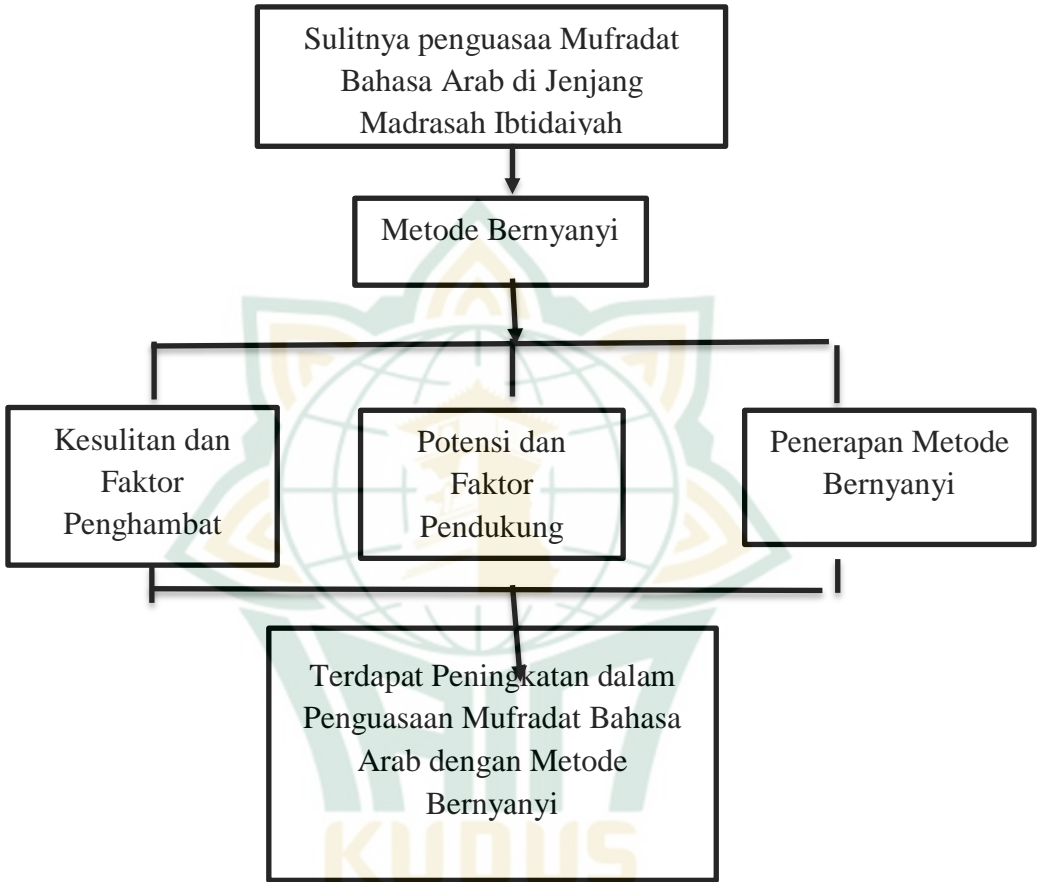 Sulitnya penguasaa Mufradat
Bahasa Arab di Jenjang
Madrasah Ibtidaiyah
Metode Bernyanyi
Kesulitan dan
Faktor
Penghambat
Potensi dan
Faktor
Pendukung
Penerapan Metode
Bernyanyi
Terdapat Peningkatan dalam
Penguasaan Mufradat Bahasa
Arab dengan Metode
Bernyanyi
KUDUS